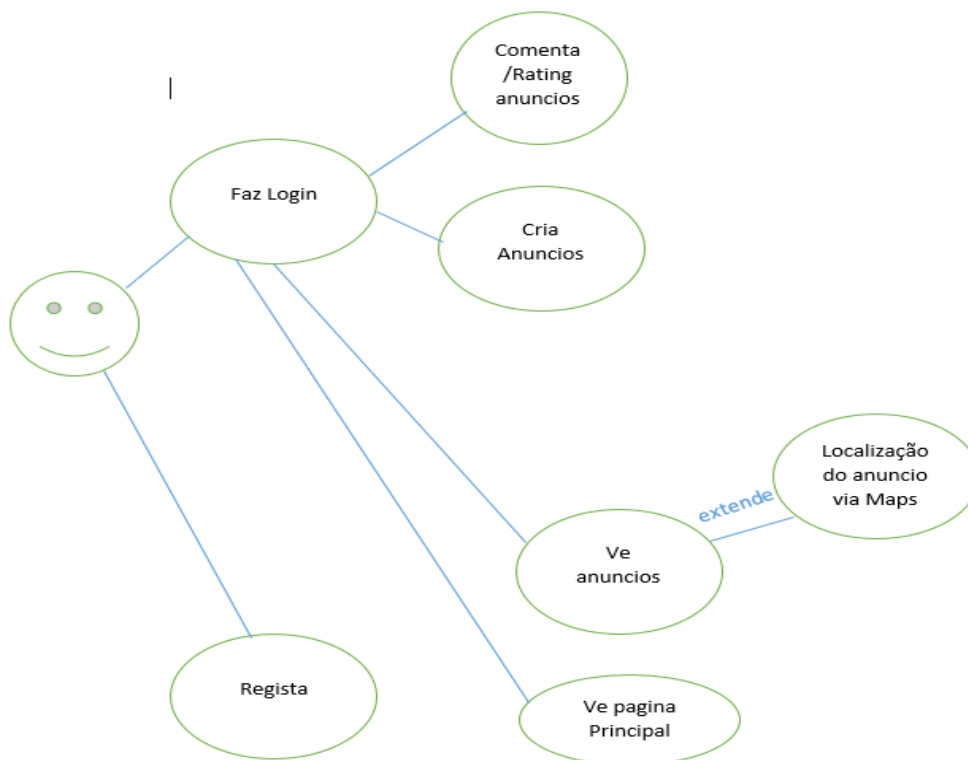 Comenta
/Rating
anuncios
Faz Login
Cria
Anuncios
Localização
do anuncio
via Maps
extende
Ve
anuncios
Regista
Ve pagina
Principal